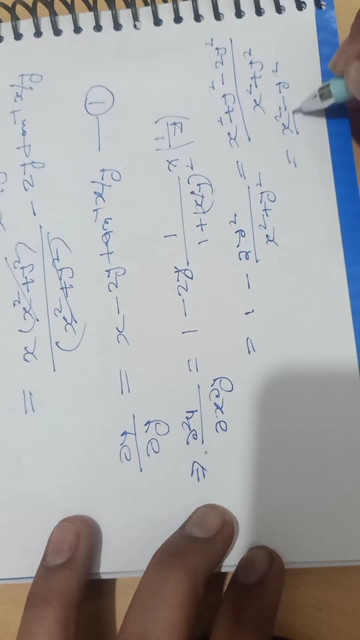 = x(x²+y²)/(x²+y²) - 2y tan⁻¹ x/y
∂u/∂y = x - 2y tan⁻¹ x/y — ①
⇒ ∂²u/∂x∂y = 1 - 2y 1/(1+(x/y)²) × (1/y)
= 1 - 2y²/(x²+y²) = (x²+y²-2y²)/(x²+y²)
= (x²-y²)/(x²+y²)